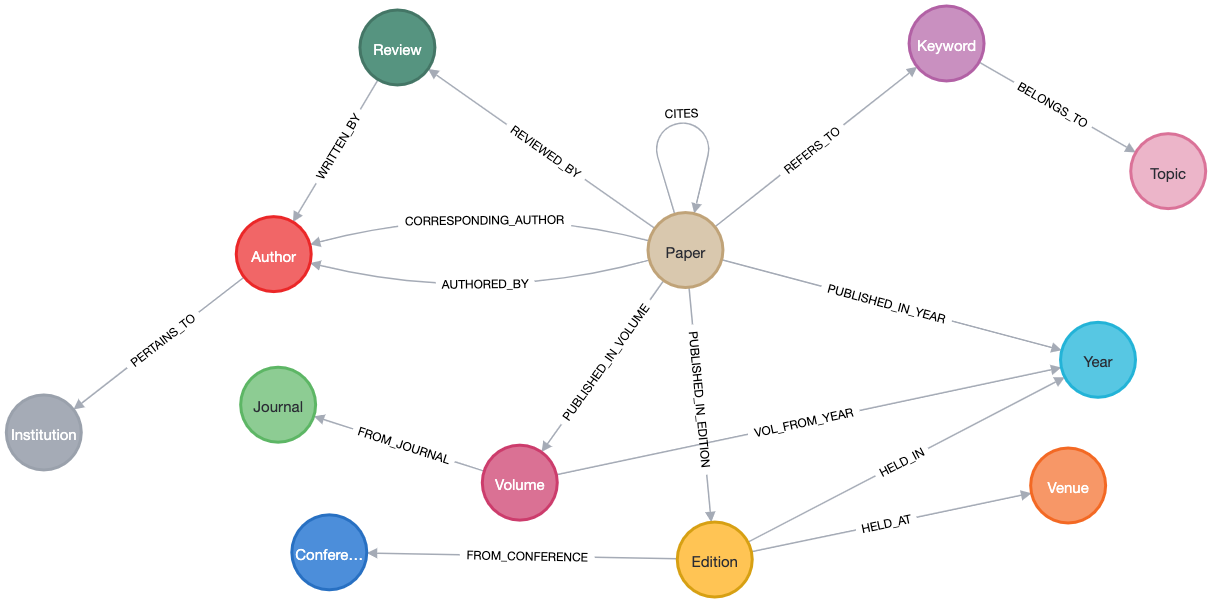 Review
Keyword
BELONGS_TO
CITES
WRITTEN_BY
REVIEWED_BY
REFERS_TO
Topic
CORRESPONDING_AUTHOR
Author
Paper
AUTHORED_BY
PUBLISHED_IN_YEAR
PERTAINS_TO
PUBLISHED_IN_VOLUME
PUBLISHED_IN_EDITION
Year
Journal
VOL_FROM_YEAR
Institution
FROM_JOURNAL
HELD_IN
Volume
Venue
HELD_AT
Confere…
FROM_CONFERENCE
Edition